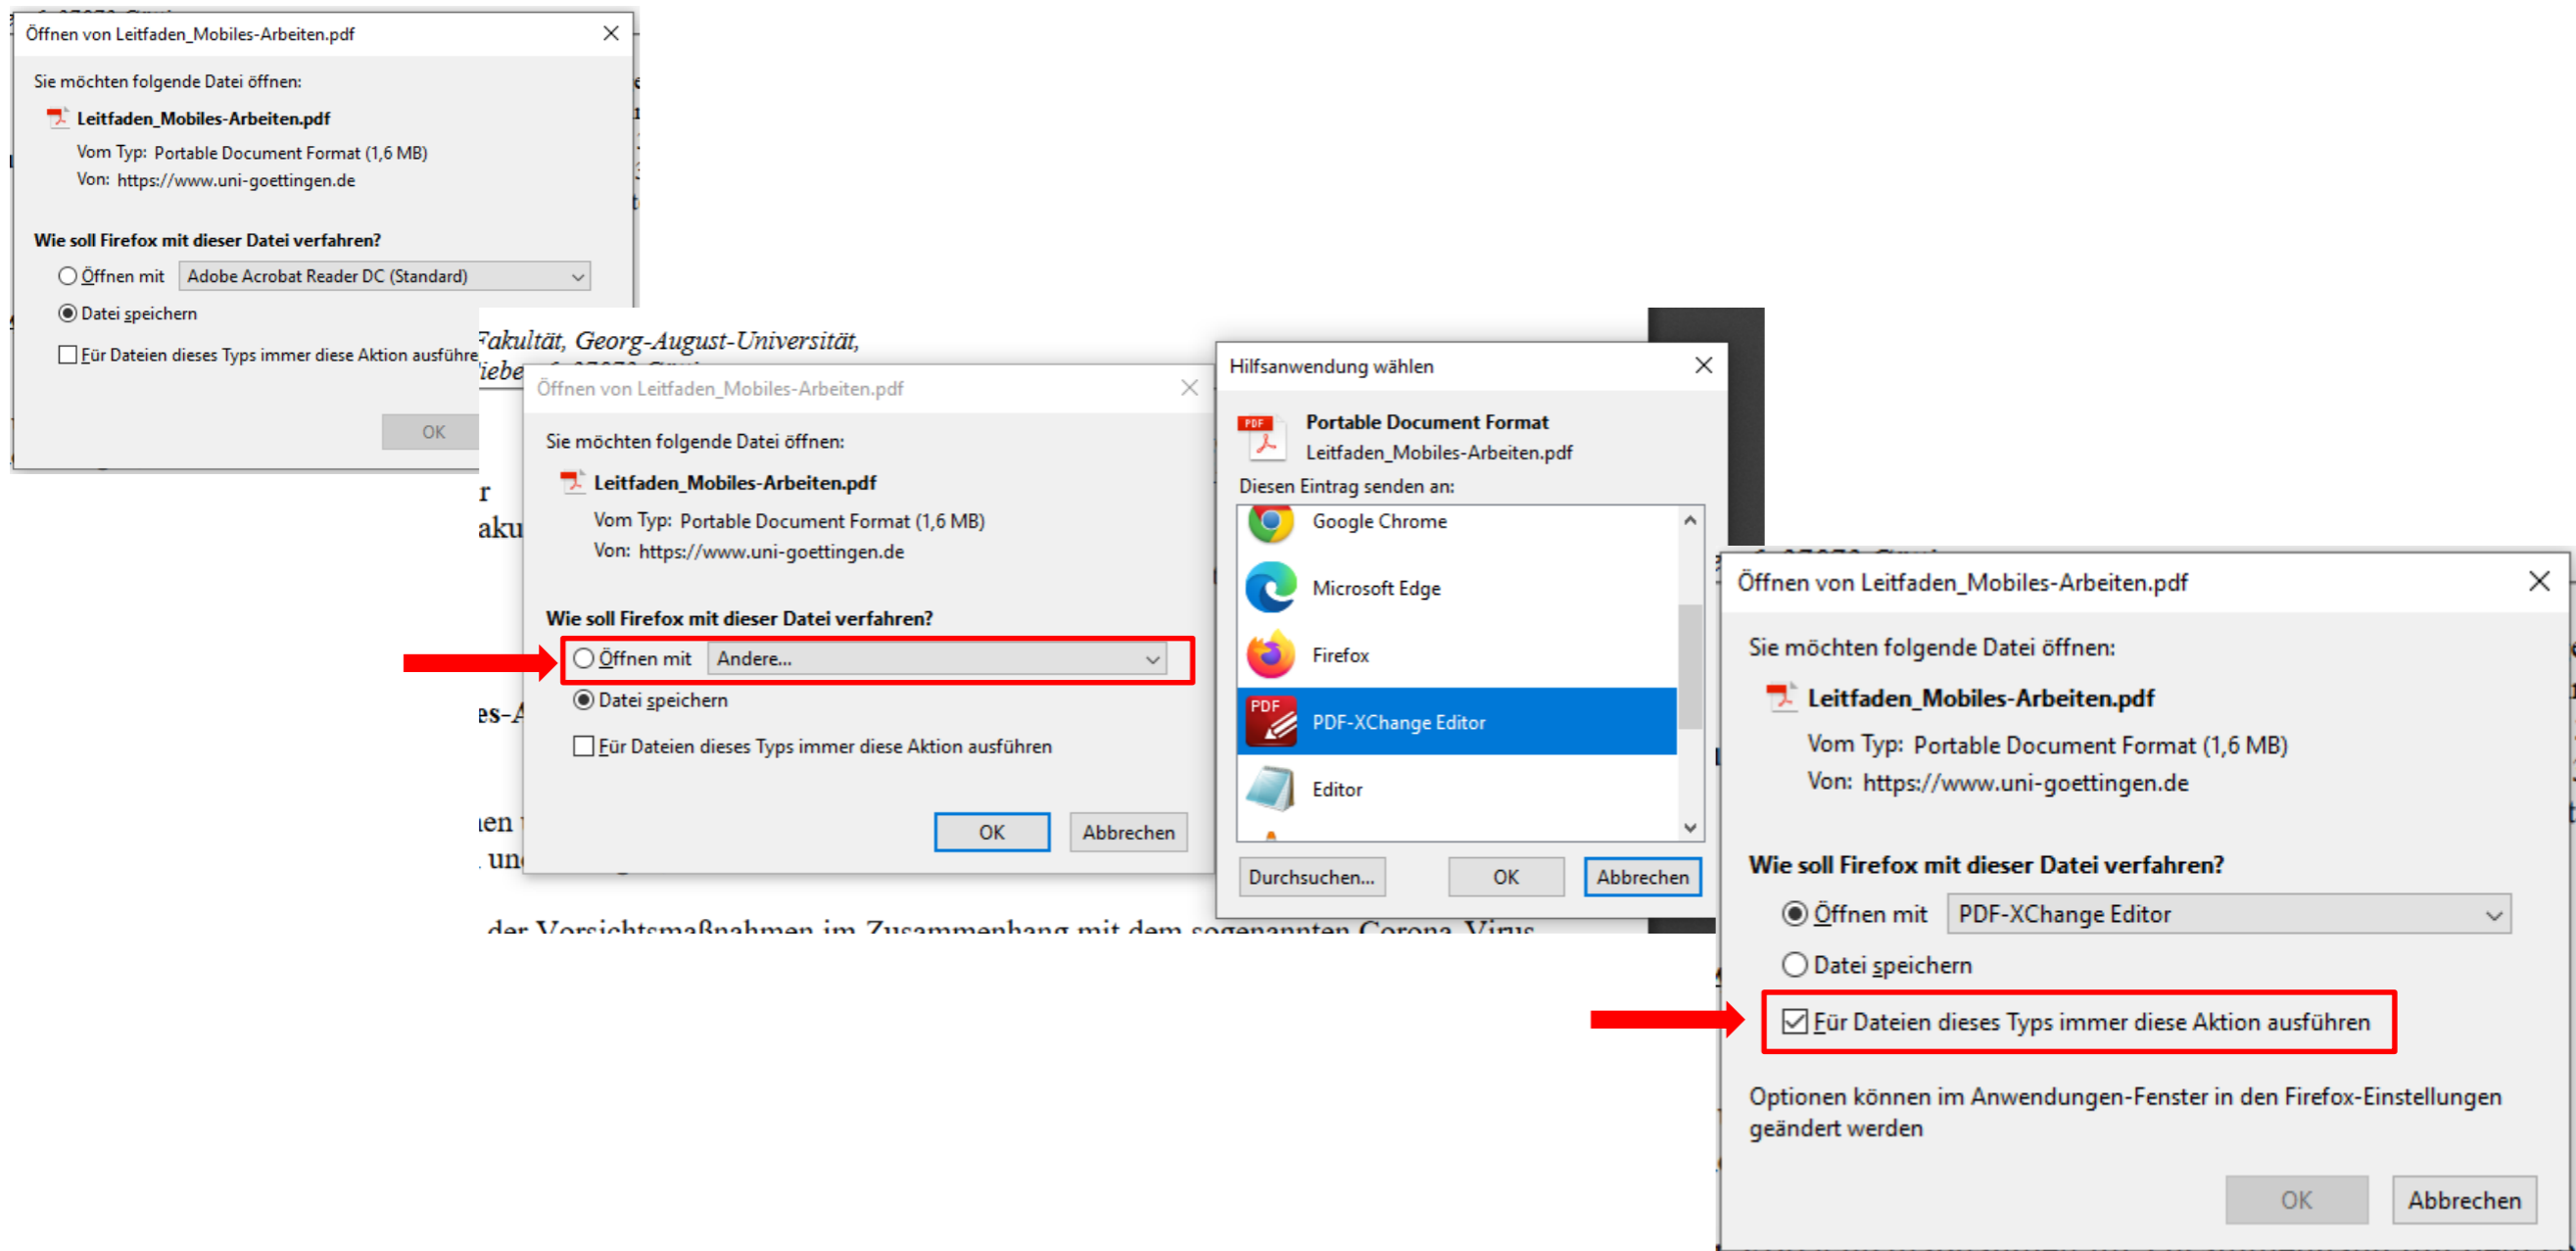 Öffnen von Leitfaden_Mobiles-Arbeiten.pdf
Sie möchten folgende Datei öffnen:
Leitfaden_Mobiles-Arbeiten.pdf
Vom Typ: Portable Document Format (1,6 MB)
Von: https://www.uni-goettingen.de
Wie soll Firefox mit dieser Datei verfahren?
Öffnen mit Adobe Acrobat Reader DC (Standard)
Datei speichern
Für Dateien dieses Typs immer diese Aktion ausführe
OK
Fakultät, Georg-August-Universität,
Öffnen von Leitfaden_Mobiles-Arbeiten.pdf
Sie möchten folgende Datei öffnen:
Leitfaden_Mobiles-Arbeiten.pdf
Vom Typ: Portable Document Format (1,6 MB)
Von: https://www.uni-goettingen.de
Wie soll Firefox mit dieser Datei verfahren?
Öffnen mit Andere...
Datei speichern
Für Dateien dieses Typs immer diese Aktion ausführen
OK Abbrechen
der Vorsichtsmaßnahmen im Zusammenhang mit dem sogenannten Corona-Virus
Hilfsanwendung wählen
PDF
Portable Document Format
Leitfaden_Mobiles-Arbeiten.pdf
Diesen Eintrag senden an:
Google Chrome
Microsoft Edge
Firefox
PDF
PDF-XChange Editor
Editor
Durchsuchen... OK Abbrechen
Öffnen von Leitfaden_Mobiles-Arbeiten.pdf
Sie möchten folgende Datei öffnen:
Leitfaden_Mobiles-Arbeiten.pdf
Vom Typ: Portable Document Format (1,6 MB)
Von: https://www.uni-goettingen.de
Wie soll Firefox mit dieser Datei verfahren?
Öffnen mit PDF-XChange Editor
Datei speichern
Für Dateien dieses Typs immer diese Aktion ausführen
Optionen können im Anwendungen-Fenster in den Firefox-Einstellungen
geändert werden
OK Abbrechen